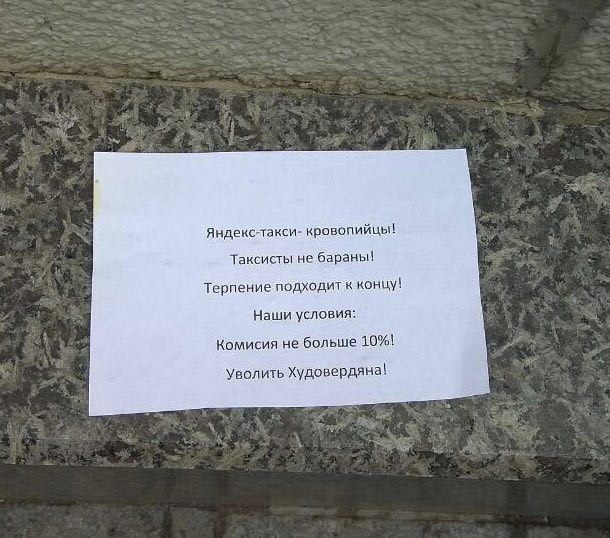 Яндекс-такси- кровопийцы!
Таксисты не бараны!
Терпение подходит к концу!
Наши условия:
Комисия не больше 10%!
Уволить Худовердяна!